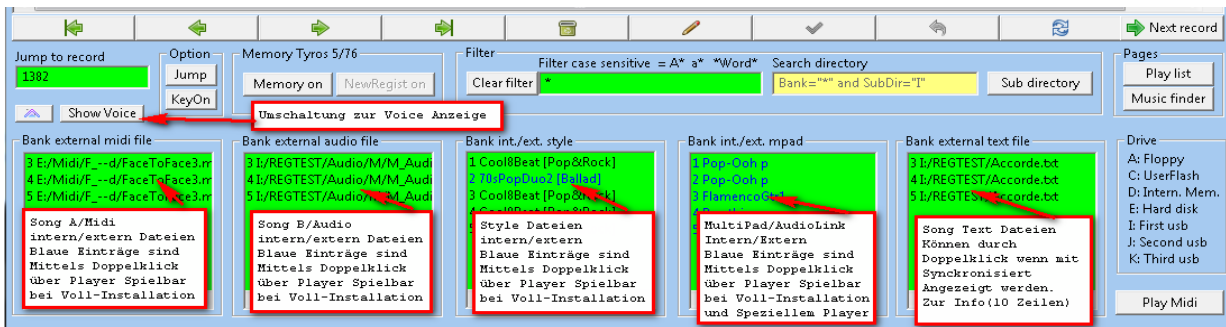 Next record
Jump to record
1382
Show Voice
Option
Jump
KeyOn
Memory Tyros 5/76
Memory on
NewRegist on
Filter
Filter case sensitive = A* a* *Word*
Clear filter
*
Search directory
Bank="*" and SubDir="I"
Sub directory
Pages
Play list
Music finder
Umschaltung zur Voice Anzeige
Bank external midi file
3 E:/Midi/F_--d/FaceToFace3.m
4 E:/Midi/F_--d/FaceToFace3.m
5 E:/Midi/F_--d/FaceToFace3.m
Song A/Midi
intern/extern Dateien
Blaue Einträge sind
Mittels Doppelklick
über Player Spielbar
bei Voll-Installation
Bank external audio file
3 I:/REGTEST/Audio/M/M_Audi
4 I:/REGTEST/Audio/M/M_Audi
5 I:/REGTEST/Audio/M/M_Audi
Song B/Audio
intern/extern Dateien
Blaue Einträge sind
Mittels Doppelklick
über Player Spielbar
bei Voll-Installation
Bank int./ext. style
1 Cool8Beat [Pop&Rock]
2 70sPopDuo2 [Ballad]
3 Cool8Beat [Pop&Rock]
4 Cool8Beat [Pop&Rock]
Style Dateien
intern/extern
Blaue Einträge sind
Mittels Doppelklick
über Player Spielbar
bei Voll-Installation
Bank int./ext. mpad
1 Pop-Ooh p
2 Pop-Ooh p
3 FlamencoGtr1
MultiPad/AudioLink
Intern/Extern
Blaue Einträge sind
Mittels Doppelklick
über Player Spielbar
bei Voll-Installation
und Speziellem Player
Bank external text file
3 I:/REGTEST/Accorde.txt
4 I:/REGTEST/Accorde.txt
5 I:/REGTEST/Accorde.txt
Song Text Dateien
Können durch
Doppelklick wenn mit
Synckronisiert
Angezeigt werden.
Zur Info(10 Zeilen)
Drive
A: Floppy
C: UserFlash
D: Intern. Mem.
E: Hard disk
I: First usb
J: Second usb
K: Third usb
Play Midi